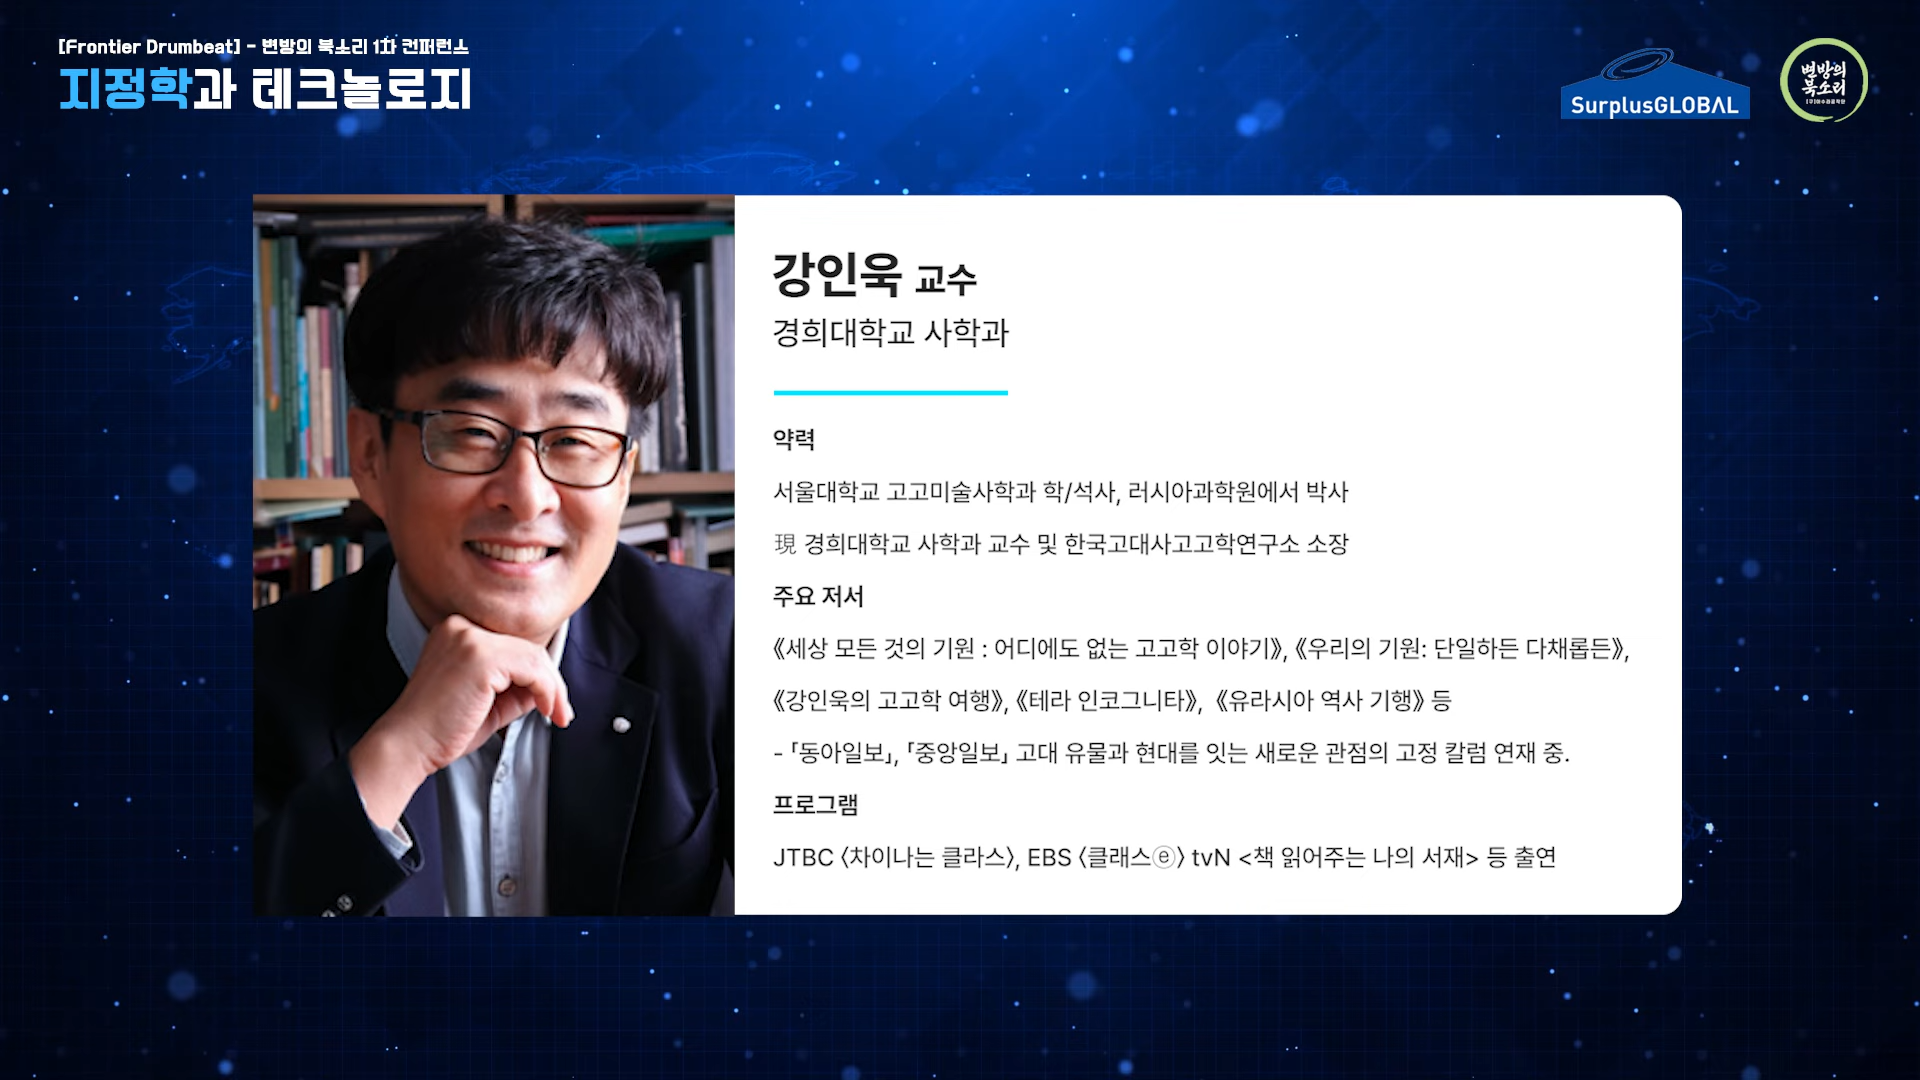 [Frontier Drumbeat] - 변방의 북소리 1차 컨퍼런스
지정학과 테크놀로지
SurplusGLOBAL
변방의
북소리
강인욱 교수
경희대학교 사학과
약력
서울대학교 고고미술사학과 학/석사, 러시아과학원에서 박사
現 경희대학교 사학과 교수 및 한국고대사고고학연구소 소장
주요 저서
《세상 모든 것의 기원 : 어디에도 없는 고고학 이야기》, 《우리의 기원: 단일하든 다채롭든》,
《강인욱의 고고학 여행》, 《테라 인코그니타》, 《유라시아 역사 기행》 등
- 「동아일보」, 「중앙일보」 고대 유물과 현대를 잇는 새로운 관점의 고정 칼럼 연재 중.
프로그램
JTBC 〈차이나는 클라스〉, EBS 〈클래스ⓔ〉 tvN <책 읽어주는 나의 서재> 등 출연